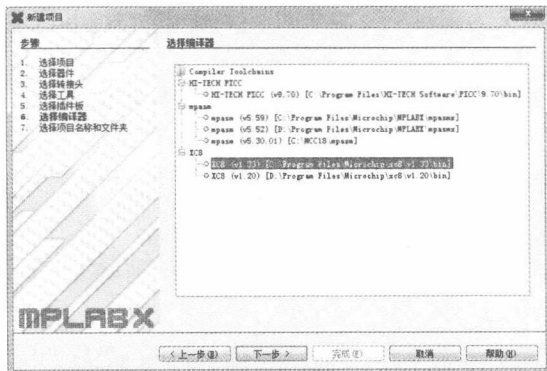 新建项目
步骤
选择编译器
1. 选择项目
2. 选择器件
3. 选择转接头
4. 选择工具
5. 选择插件板
6. 选择编译器
7. 选择项目名称和文件夹
Compiler Toolchains
HI-TECH PICC
HI-TECH PICC (v9.70) [C:\Program Files\HI-TECH Software\PICC\9.70\bin]
mpasm
mpasm (v5.59) [C:\Program Files\Microchip\MPLABX\mpasmx]
mpasm (v5.52) [D:\Program Files\Microchip\MPLABX\mpasmx]
mpasm (v5.30.01) [C:\MCC18\mpasm]
XC8
XC8 (v1.33) [C:\Program Files\Microchip\xc8\v1.33\bin]
XC8 (v1.20) [D:\Program Files\Microchip\xc8\v1.20\bin]
MPLABX
< 上一步(B)
下一步 >
完成(F)
取消
帮助(H)